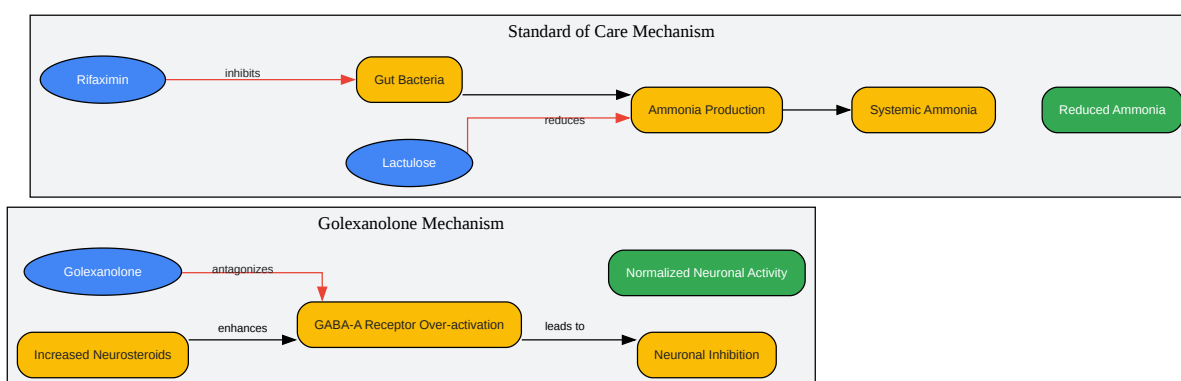 Standard of Care Mechanism
Rifaximin
inhibits
Gut Bacteria
Ammonia Production
Systemic Ammonia
Reduced Ammonia
reduces
Lactulose
Golexanolone Mechanism
Golexanolone
antagonizes
Normalized Neuronal Activity
GABA-A Receptor Over-activation
enhances
leads to
Increased Neurosteroids
Neuronal Inhibition